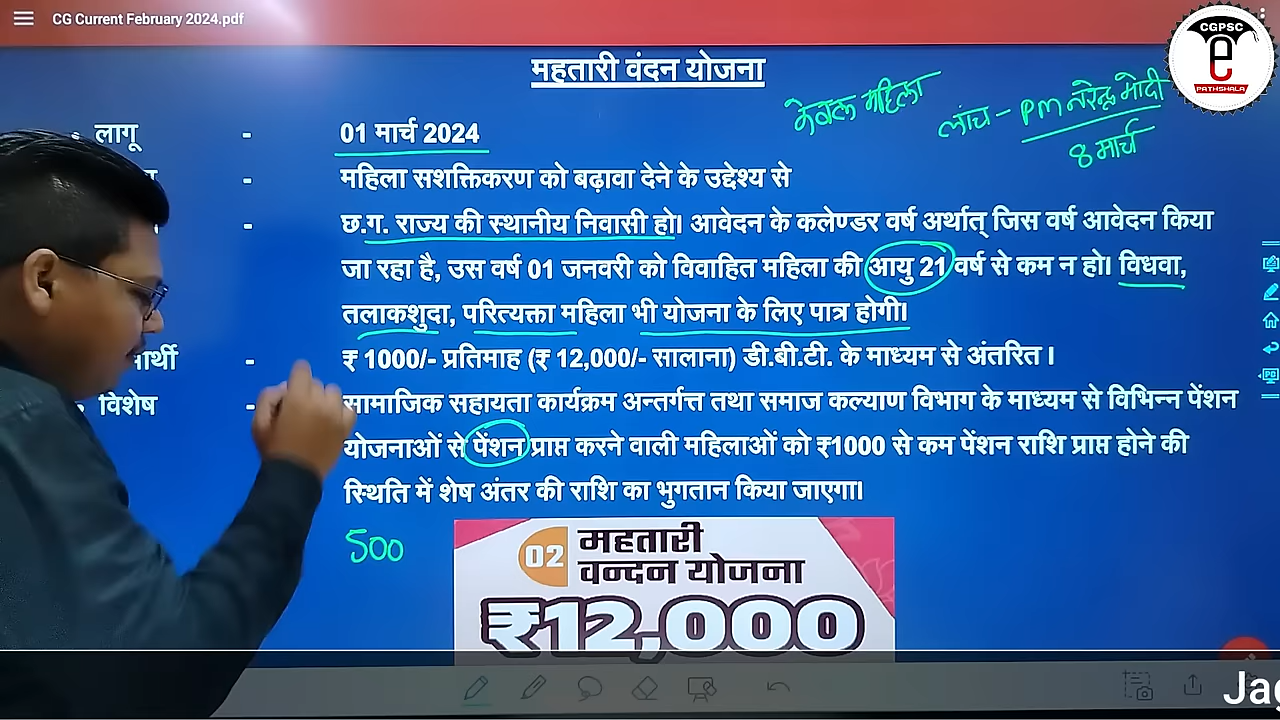 CG Current February 2024.pdf
CGPSC
e
PATHSHALA
महतारी वंदन योजना
केवल महिला
लांच - PM नरेन्द्र मोदी
8 मार्च
लागू - 01 मार्च 2024
- महिला सशक्तिकरण को बढ़ावा देने के उद्देश्य से
- छ.ग. राज्य की स्थानीय निवासी हो। आवेदन के कलेण्डर वर्ष अर्थात् जिस वर्ष आवेदन किया
जा रहा है, उस वर्ष 01 जनवरी को विवाहित महिला की आयु 21 वर्ष से कम न हो। विधवा,
तलाकशुदा, परित्यक्ता महिला भी योजना के लिए पात्र होगी।
- ₹ 1000/- प्रतिमाह (₹ 12,000/- सालाना) डी.बी.टी. के माध्यम से अंतरित ।
विशेष - सामाजिक सहायता कार्यक्रम अन्तर्गत्त तथा समाज कल्याण विभाग के माध्यम से विभिन्न पेंशन
योजनाओं से पेंशन प्राप्त करने वाली महिलाओं को ₹1000 से कम पेंशन राशि प्राप्त होने की
स्थिति में शेष अंतर की राशि का भुगतान किया जाएगा।
500
02 महतारी
वन्दन योजना
₹12,000